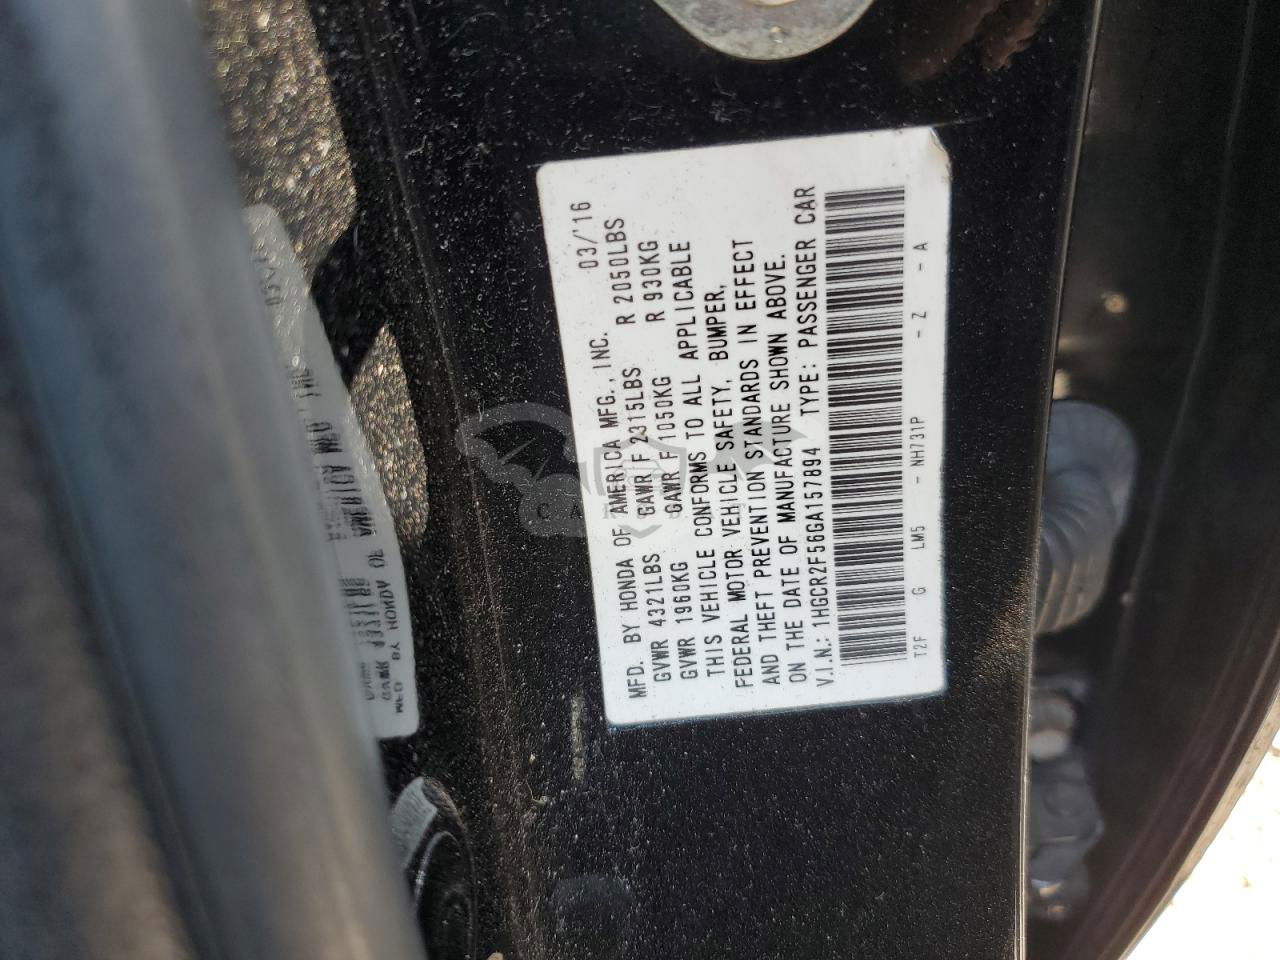 MFD. BY HONDA OF AMERICA MFG., INC. 03/'16
GVWR 4321LBS GAWR F 2315LBS R 2050LBS
GVWR 1960KG GAWR F 1050KG R 930KG
THIS VEHICLE CONFORMS TO ALL APPLICABLE
FEDERAL MOTOR VEHICLE SAFETY, BUMPER,
AND THEFT PREVENTION STANDARDS IN EFFECT
ON THE DATE OF MANUFACTURE SHOWN ABOVE.
V.I.N.: 1HGCR2F56GA157894 TYPE: PASSENGER CAR
T2F G LM5 - NH731P - Z - A